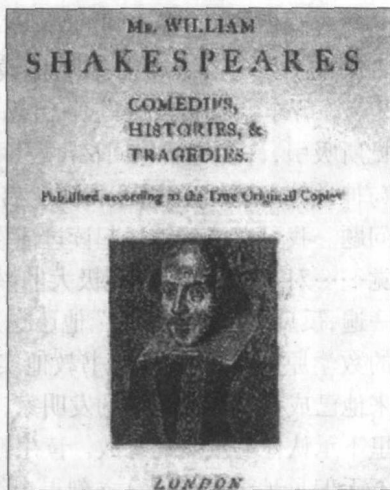 Mr. WILLIAM
SHAKESPEARES
COMEDIES,
HISTORIES, &
TRAGEDIES.
Published according to the True Originall Copies
LONDON